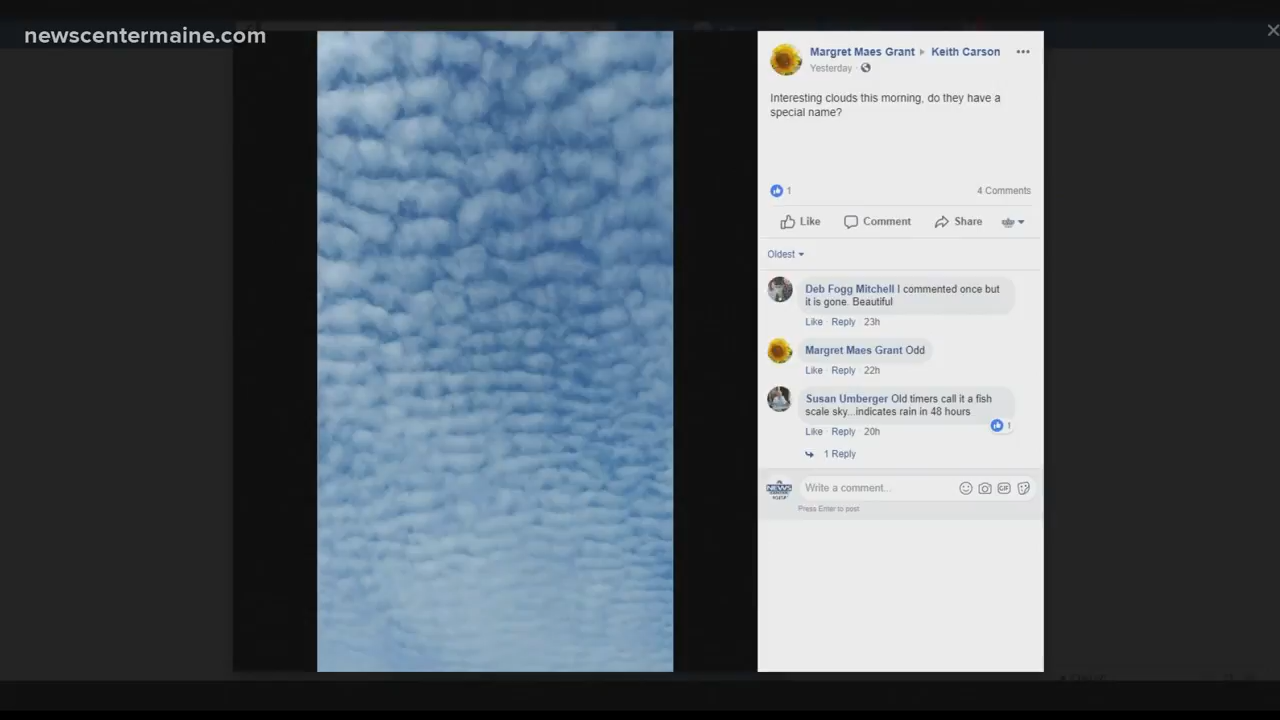 newscentermaine.com
Margret Maes Grant ▸ Keith Carson
Yesterday ·
Interesting clouds this morning, do they have a
special name?
1
4 Comments
Like
Comment
Share
Oldest
Deb Fogg Mitchell I commented once but
it is gone. Beautiful
Like · Reply · 23h
Margret Maes Grant Odd
Like · Reply · 22h
Susan Umberger Old timers call it a fish
scale sky...indicates rain in 48 hours
1
Like · Reply · 20h
1 Reply
NEWS
CENTER
Write a comment...
GIF
Press Enter to post